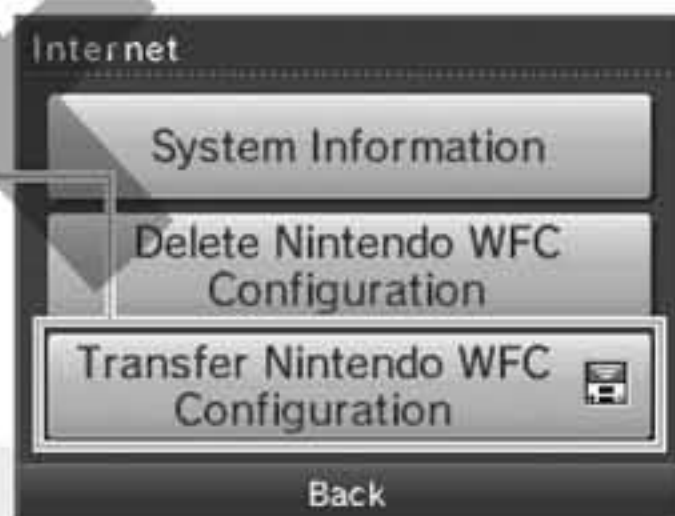 Internet
System Information
Delete Nintendo WFC
Configuration
Transfer Nintendo WFC
Configuration
Back